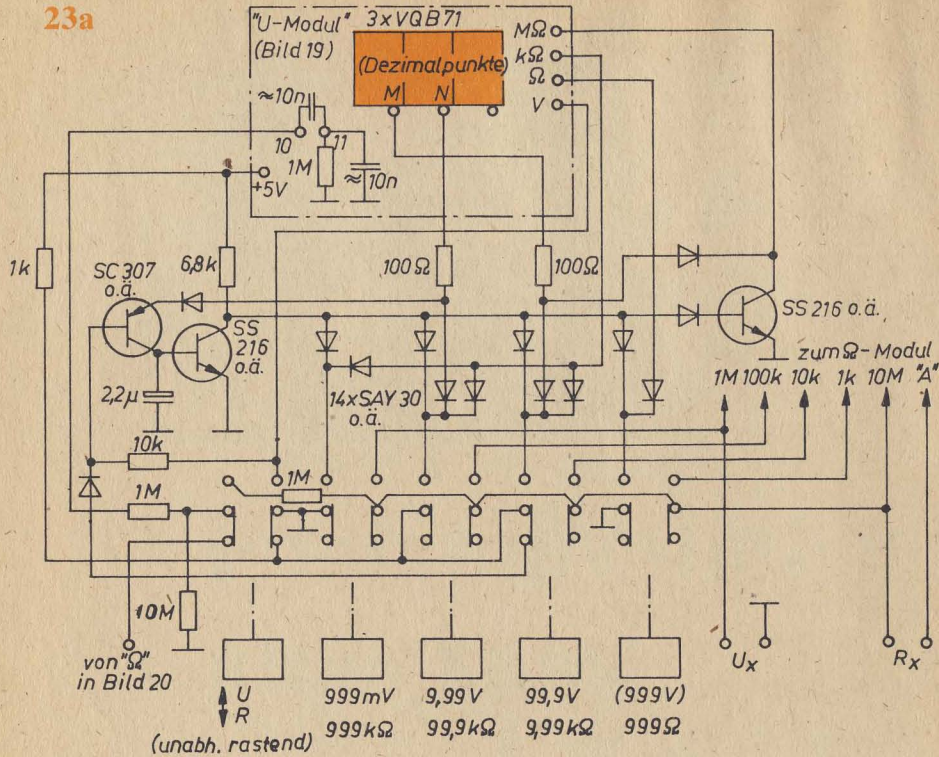 23a
"U-Modul" 3xVQB71
(Bild 19)
(Dezimalpunkte)
M N
MΩ
kΩ
Ω
V
≈10n
10
11
1M
≈10n
+5V
1k
6,8k
100Ω
100Ω
SC 307
o.ä.
SS
216
o.ä.
SS 216 o.ä.
2,2µ
14xSAY 30
o.ä.
zum Ω-Modul
1M 100k 10k 1k 10M "A"
10k
1M
1M
10M
von "Ω"
in Bild 20
U
R
(unabh. rastend)
999mV
999kΩ
9,99V
99,9kΩ
99,9V
9,99kΩ
(999V)
999Ω
Ux
Rx